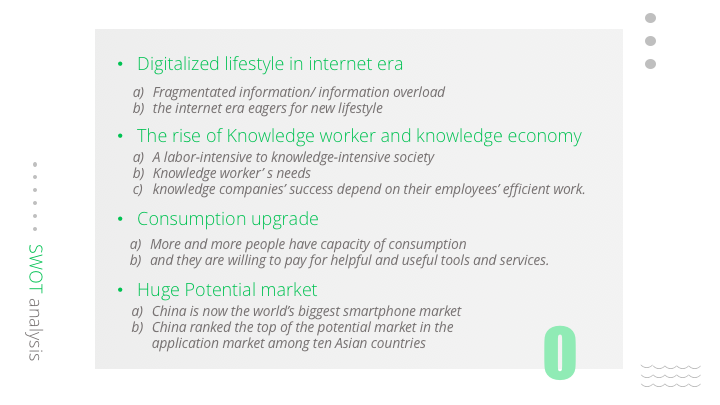 • Digitalized lifestyle in internet era
a) Fragmentated information/ information overload
b) the internet era eagers for new lifestyle
• The rise of Knowledge worker and knowledge economy
a) A labor-intensive to knowledge-intensive society
b) Knowledge worker’ s needs
c) knowledge companies’ success depend on their employees’ efficient work.
• Consumption upgrade
a) More and more people have capacity of consumption
b) and they are willing to pay for helpful and useful tools and services.
• Huge Potential market
a) China is now the world’s biggest smartphone market
b) China ranked the top of the potential market in the
application market among ten Asian countries
SWOT analysis